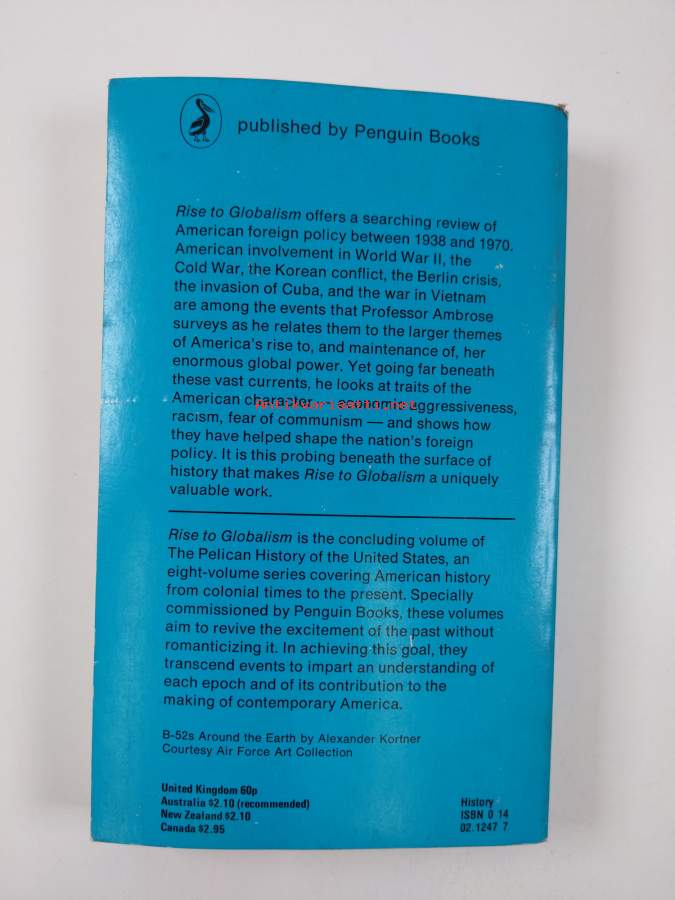 published by Penguin Books
Rise to Globalism offers a searching review of
American foreign policy between 1938 and 1970.
American involvement in World War II, the
Cold War, the Korean conflict, the Berlin crisis,
the invasion of Cuba, and the war in Vietnam
are among the events that Professor Ambrose
surveys as he relates them to the larger themes
of America's rise to, and maintenance of, her
enormous global power. Yet going far beneath
these vast currents, he looks at traits of the
American character — economic aggressiveness,
antikvariaatti.net
racism, fear of communism — and shows how
they have helped shape the nation's foreign
policy. It is this probing beneath the surface of
history that makes Rise to Globalism a uniquely
valuable work.
Rise to Globalism is the concluding volume of
The Pelican History of the United States, an
eight-volume series covering American history
from colonial times to the present. Specially
commissioned by Penguin Books, these volumes
aim to revive the excitement of the past without
romanticizing it. In achieving this goal, they
transcend events to impart an understanding of
each epoch and of its contribution to the
making of contemporary America.
B-52s Around the Earth by Alexander Kortner
Courtesy Air Force Art Collection
United Kingdom 60p
Australia $2.10 (recommended)
New Zealand $2.10
Canada $2.95
History
ISBN 0 14
02.1247 7